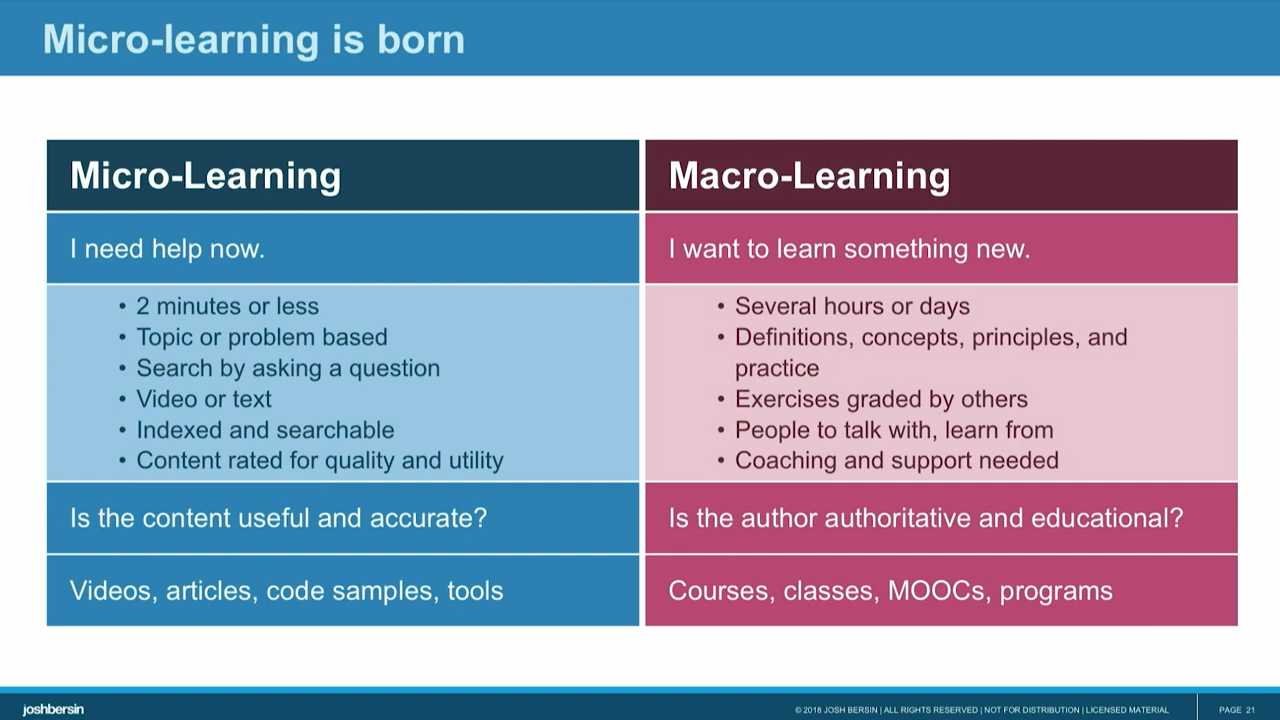 Micro-learning is born
Micro-Learning
I need help now.
• 2 minutes or less
• Topic or problem based
• Search by asking a question
• Video or text
• Indexed and searchable
• Content rated for quality and utility
Is the content useful and accurate?
Videos, articles, code samples, tools
Macro-Learning
I want to learn something new.
• Several hours or days
• Definitions, concepts, principles, and
practice
• Exercises graded by others
• People to talk with, learn from
• Coaching and support needed
Is the author authoritative and educational?
Courses, classes, MOOCs, programs
joshbersin
© 2018 JOSH BERSIN | ALL RIGHTS RESERVED | NOT FOR DISTRIBUTION | LICENSED MATERIAL
PAGE 21